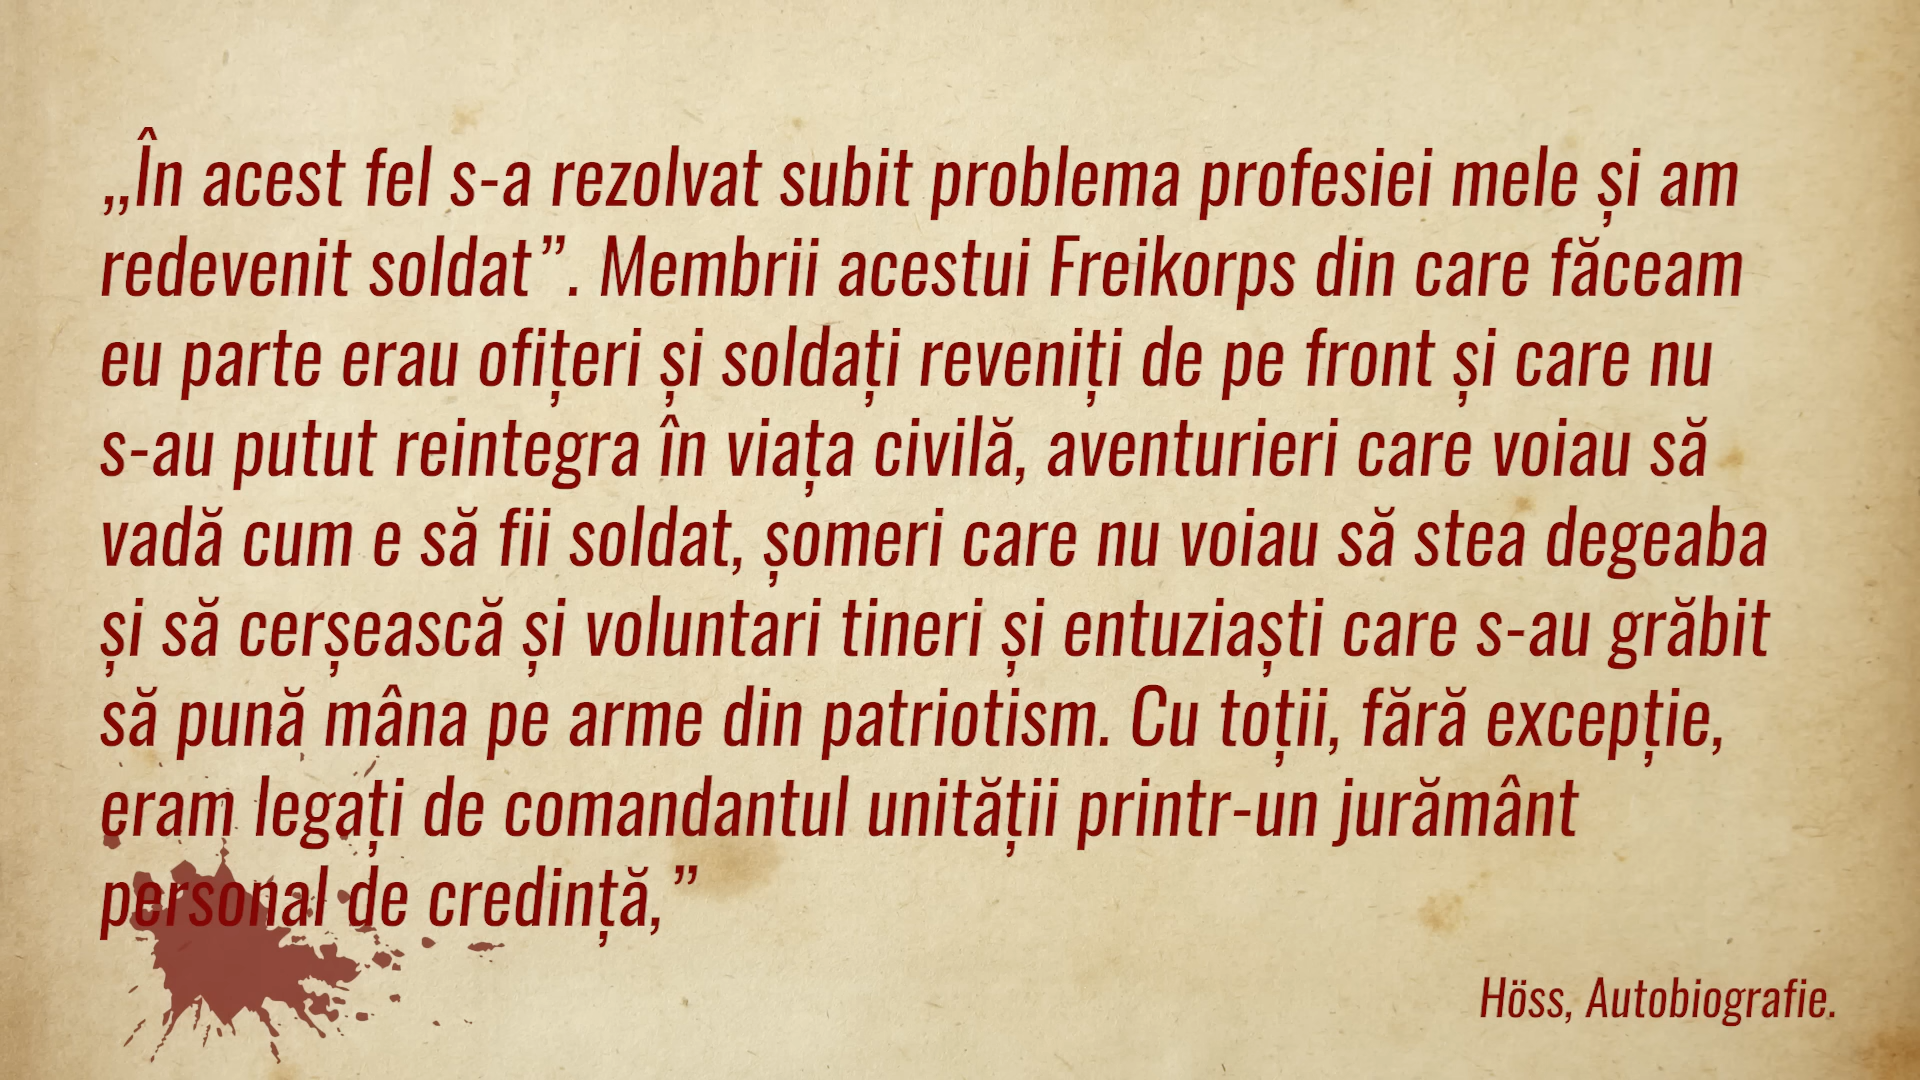 „În acest fel s-a rezolvat subit problema profesiei mele și am
redevenit soldat”. Membrii acestui Freikorps din care făceam
eu parte erau ofițeri și soldați reveniți de pe front și care nu
s-au putut reintegra în viața civilă, aventurieri care voiau să
vadă cum e să fii soldat, șomeri care nu voiau să stea degeaba
și să cerșească și voluntari tineri și entuziaști care s-au grăbit
să pună mâna pe arme din patriotism. Cu toții, fără excepție,
eram legați de comandantul unității printr-un jurământ
personal de credință,”
Höss, Autobiografie.